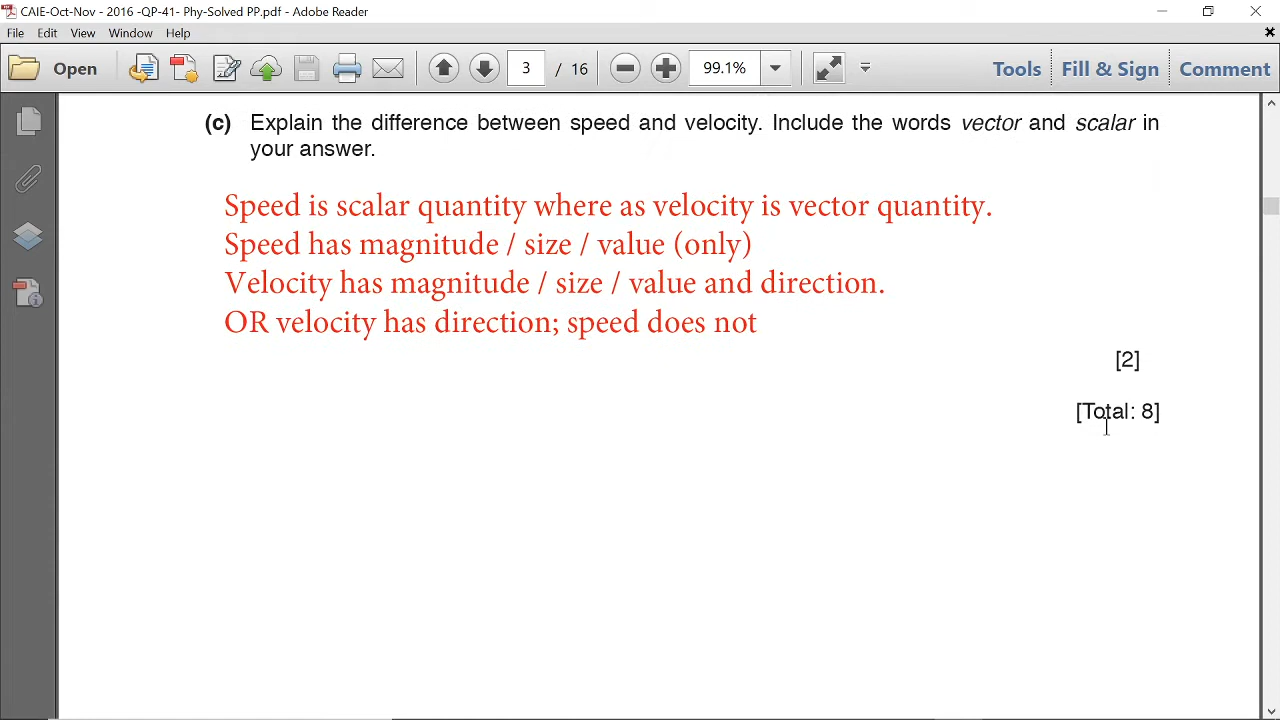 CAIE-Oct-Nov - 2016 -QP-41- Phy-Solved PP.pdf - Adobe Reader
File Edit View Window Help
Open 3 / 16 99.1% Tools Fill & Sign Comment
(c) Explain the difference between speed and velocity. Include the words vector and scalar in
your answer.
Speed is scalar quantity where as velocity is vector quantity.
Speed has magnitude / size / value (only)
Velocity has magnitude / size / value and direction.
OR velocity has direction; speed does not
[2]
[Total: 8]